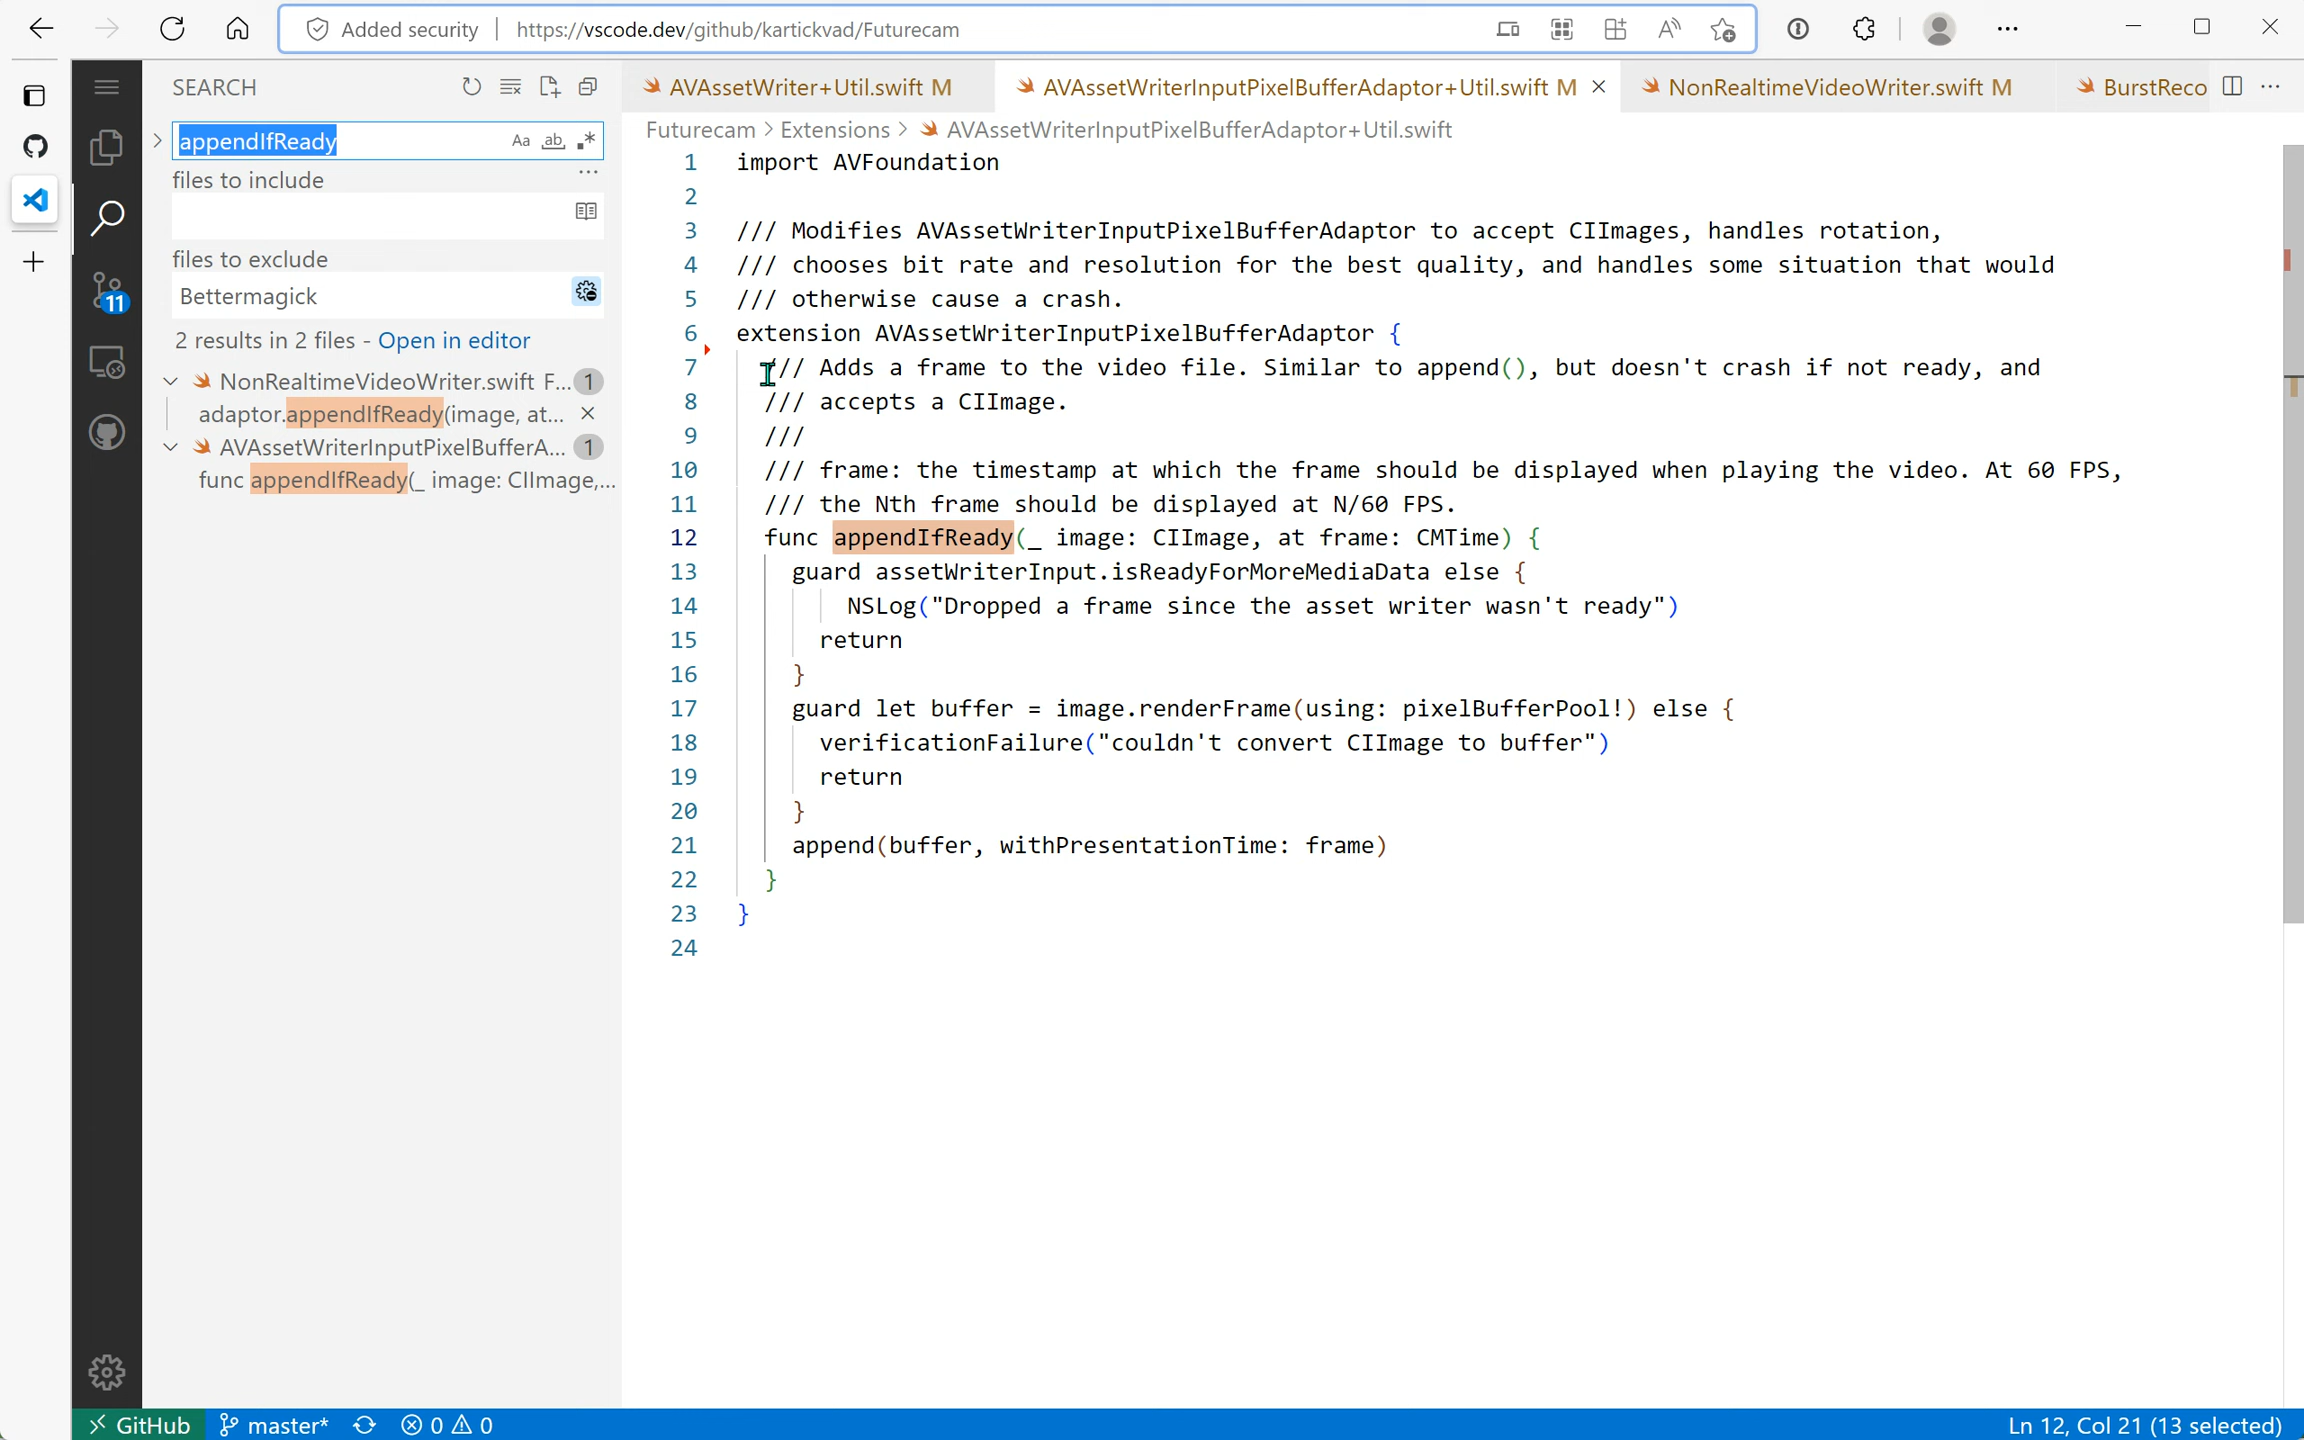 Added security
https://vscode.dev/github/kartickvad/Futurecam
SEARCH
appendIfReady
Aa
ab
files to include
files to exclude
Bettermagick
2 results in 2 files - Open in editor
NonRealtimeVideoWriter.swift F... 1
adaptor.appendIfReady(image, at...
AVAssetWriterInputPixelBufferA... 1
func appendIfReady(_ image: CIImage,...
11
AVAssetWriter+Util.swift M
AVAssetWriterInputPixelBufferAdaptor+Util.swift M
NonRealtimeVideoWriter.swift M
BurstReco
Futurecam > Extensions > AVAssetWriterInputPixelBufferAdaptor+Util.swift
1 import AVFoundation
2
3 /// Modifies AVAssetWriterInputPixelBufferAdaptor to accept CIImages, handles rotation,
4 /// chooses bit rate and resolution for the best quality, and handles some situation that would
5 /// otherwise cause a crash.
6 extension AVAssetWriterInputPixelBufferAdaptor {
7 /// Adds a frame to the video file. Similar to append(), but doesn't crash if not ready, and
8 /// accepts a CIImage.
9 ///
10 /// frame: the timestamp at which the frame should be displayed when playing the video. At 60 FPS,
11 /// the Nth frame should be displayed at N/60 FPS.
12 func appendIfReady(_ image: CIImage, at frame: CMTime) {
13 guard assetWriterInput.isReadyForMoreMediaData else {
14 NSLog("Dropped a frame since the asset writer wasn't ready")
15 return
16 }
17 guard let buffer = image.renderFrame(using: pixelBufferPool!) else {
18 verificationFailure("couldn't convert CIImage to buffer")
19 return
20 }
21 append(buffer, withPresentationTime: frame)
22 }
23 }
24
GitHub
master*
0 0
Ln 12, Col 21 (13 selected)